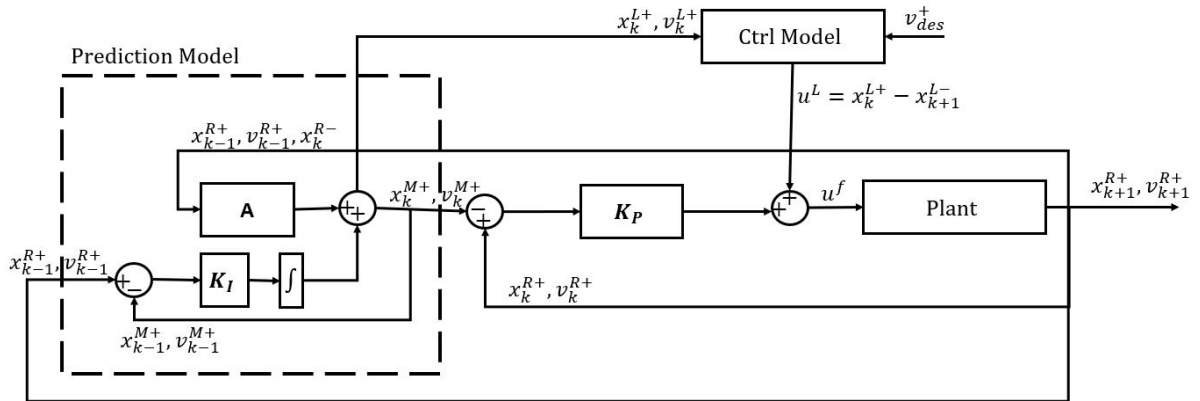 x_k^{L+}, v_k^{L+}
Ctrl Model
v_{des}^+
Prediction Model
u^L = x_k^{L+} − x_{k+1}^{L−}
x_{k-1}^{R+}, v_{k-1}^{R+}, x_k^{R−}
A
+
+
x_k^{M+}, v_k^{M+}
−
+
K_P
+
+
u^f
Plant
x_{k+1}^{R+}, v_{k+1}^{R+}
x_{k-1}^{R+}, v_{k-1}^{R+}
+
−
K_I
∫
x_k^{R+}, v_k^{R+}
x_{k-1}^{M+}, v_{k-1}^{M+}